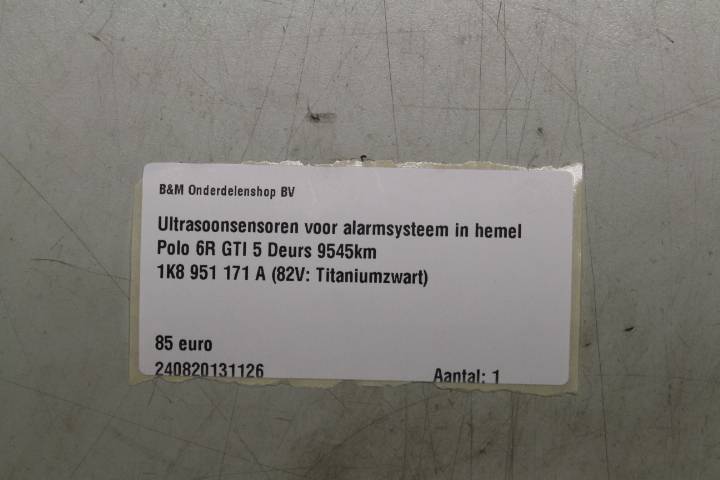 B&M Onderdelenshop BV
Ultrasoonsensoren voor alarmsysteem in hemel
Polo 6R GTI 5 Deurs 9545km
1K8 951 171 A (82V: Titaniumzwart)
85 euro
240820131126 Aantal: 1